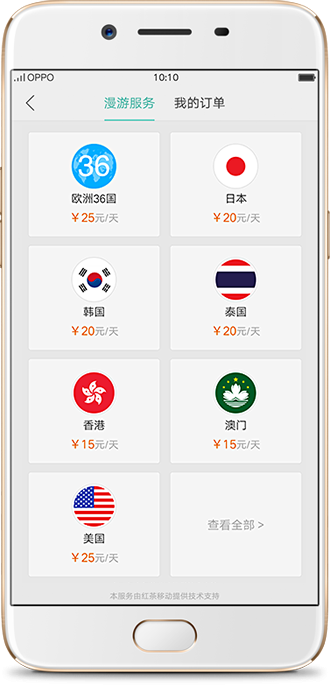 OPPO 10:10
漫游服务 我的订单
36
欧洲36国
¥25元/天
日本
¥20元/天
韩国
¥20元/天
泰国
¥20元/天
香港
¥15元/天
澳门
¥15元/天
美国
¥25元/天
查看全部 >
本服务由红茶移动提供技术支持